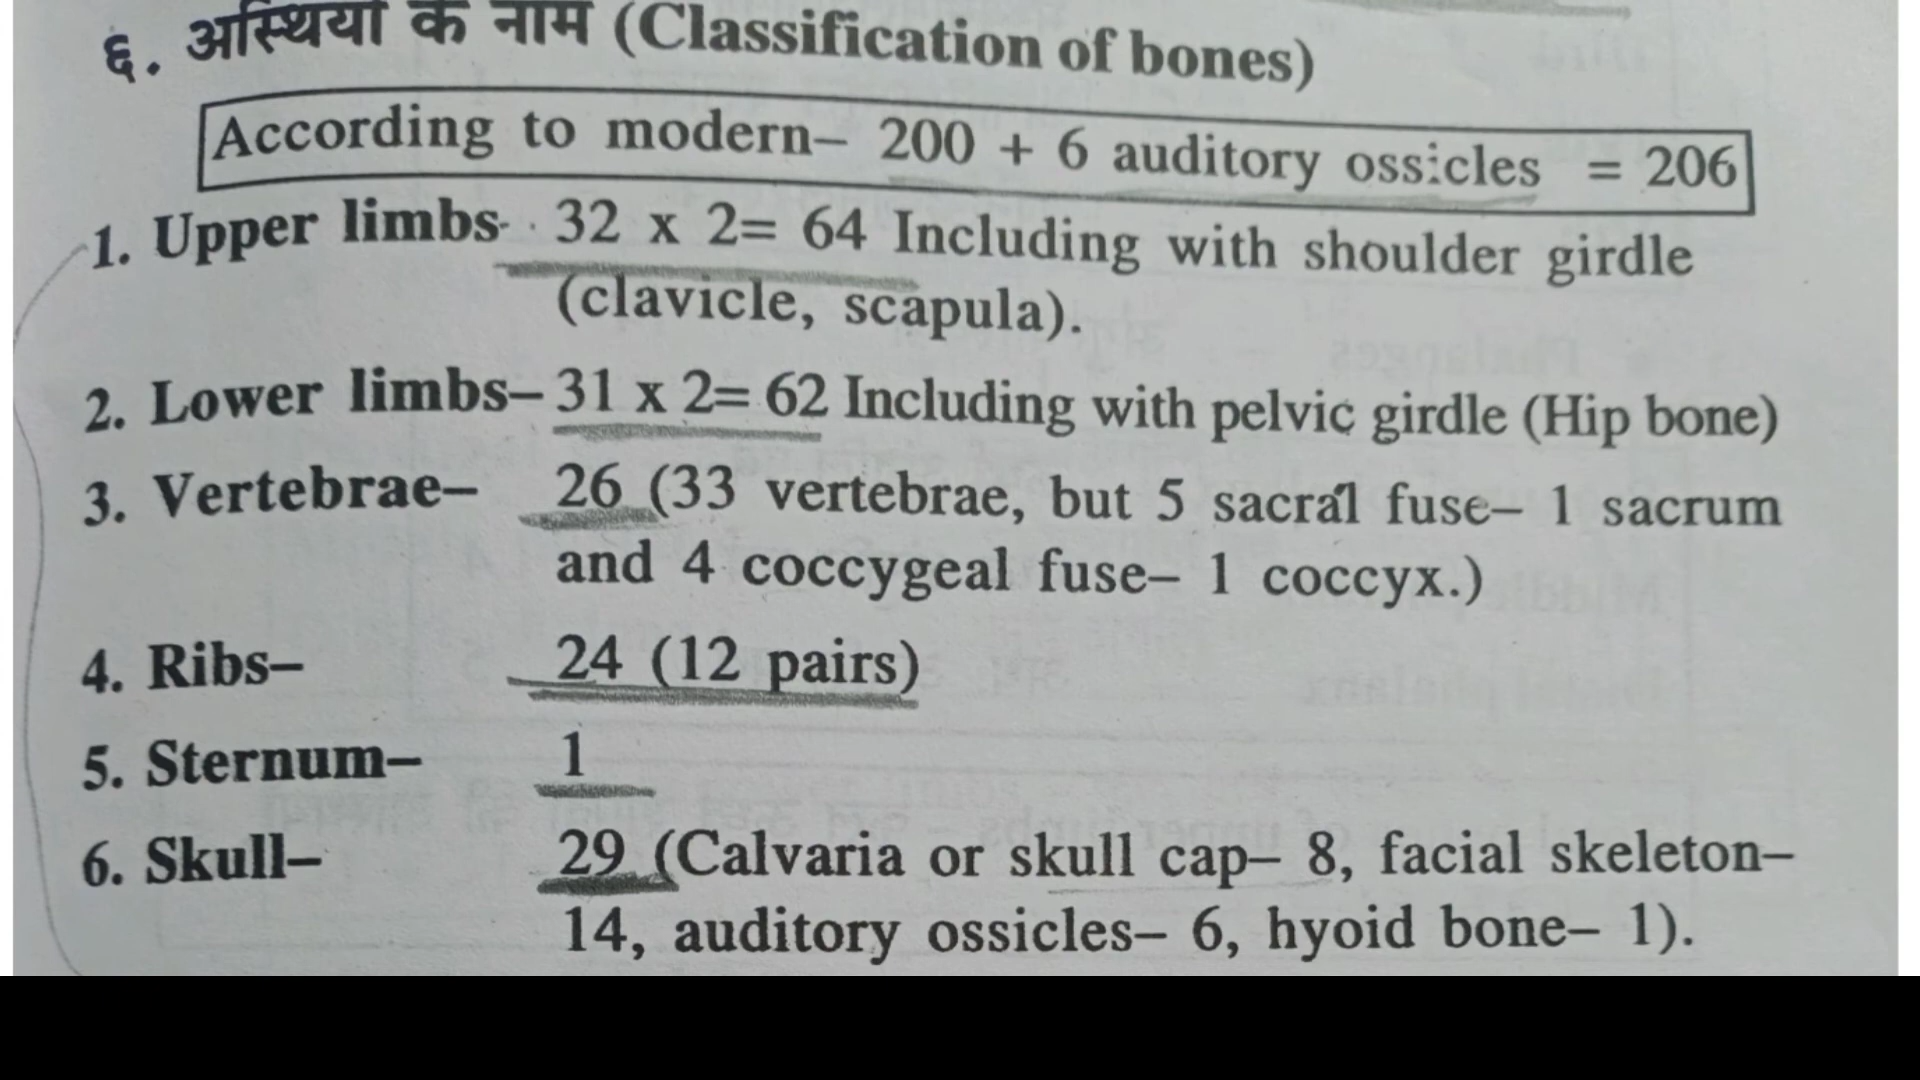 ६. अस्थियों के नाम (Classification of bones)
According to modern– 200 + 6 auditory ossicles = 206
1. Upper limbs- 32 x 2= 64 Including with shoulder girdle
(clavicle, scapula).
2. Lower limbs– 31 x 2= 62 Including with pelvic girdle (Hip bone)
3. Vertebrae– 26 (33 vertebrae, but 5 sacral fuse– 1 sacrum
and 4 coccygeal fuse– 1 coccyx.)
4. Ribs– 24 (12 pairs)
5. Sternum– 1
6. Skull– 29 (Calvaria or skull cap– 8, facial skeleton–
14, auditory ossicles– 6, hyoid bone– 1).